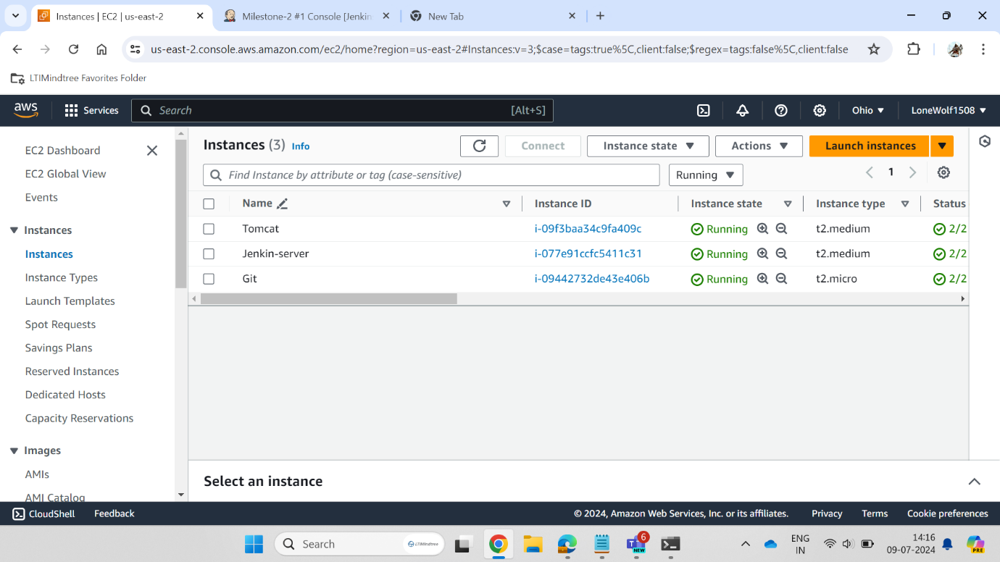 Instances | EC2 | us-east-2
Milestone-2 #1 Console [Jenkin
New Tab
us-east-2.console.aws.amazon.com/ec2/home?region=us-east-2#Instances:v=3;$case=tags:true%5C,client:false;$regex=tags:false%5C,client:false
LTIMindtree Favorites Folder
aws
Services
Search
[Alt+S]
Ohio
LoneWolf1508
EC2 Dashboard
EC2 Global View
Events
Instances
Instances
Instance Types
Launch Templates
Spot Requests
Savings Plans
Reserved Instances
Dedicated Hosts
Capacity Reservations
Images
AMIs
AMI Catalog
Instances (3) Info
Connect
Instance state
Actions
Launch instances
Find Instance by attribute or tag (case-sensitive)
Running
1
Name Instance ID Instance state Instance type Status
Tomcat i-09f3baa34c9fa409c Running t2.medium 2/2
Jenkin-server i-077e91ccfc5411c31 Running t2.medium 2/2
Git i-09442732de43e406b Running t2.micro 2/2
Select an instance
CloudShell Feedback © 2024, Amazon Web Services, Inc. or its affiliates. Privacy Terms Cookie preferences
Search
LTIMindtree
6
NEW
ENG
IN
14:16
09-07-2024
PRE